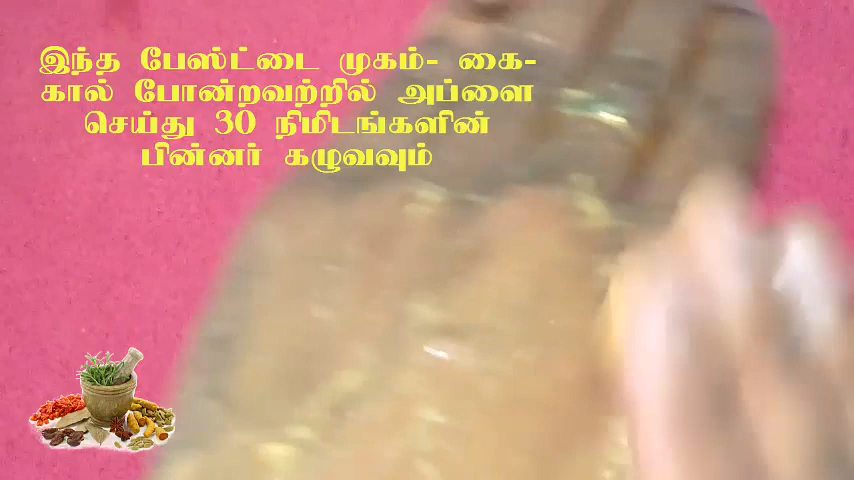 இந்த பேஸ்ட்டை முகம்- கை-
கால் போன்றவற்றில் அப்ளை
செய்து 30 நிமிடங்களின்
பின்னர் கழுவவும்